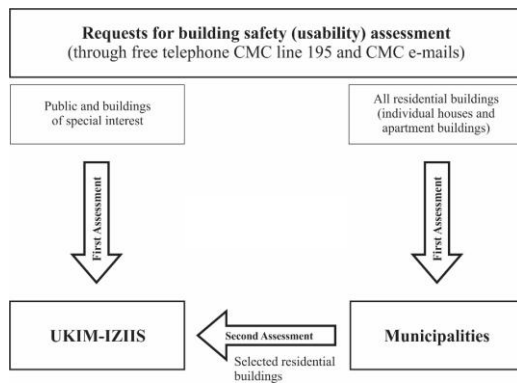 Requests for building safety (usability) assessment
(through free telephone CMC line 195 and CMC e-mails)
Public and buildings
of special interest
All residential buildings
(individual houses and
apartment buildings)
First Assessment
First Assessment
UKIM-IZIIS
Second Assessment
Selected residential
buildings
Municipalities